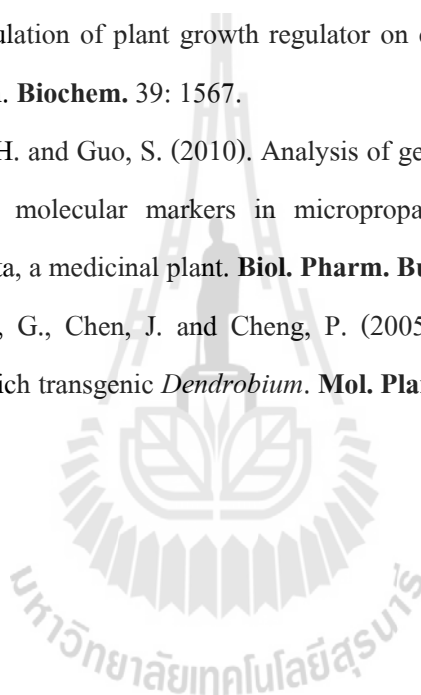 ulation of plant growth regulator on
. Biochem. 39: 1567.
H. and Guo, S. (2010). Analysis of ge
molecular markers in micropropa
ta, a medicinal plant. Biol. Pharm. Bu
, G., Chen, J. and Cheng, P. (2005
ich transgenic Dendrobium. Mol. Plan
มหาวิทยาลัยเทคโนโลยีสุรนารี